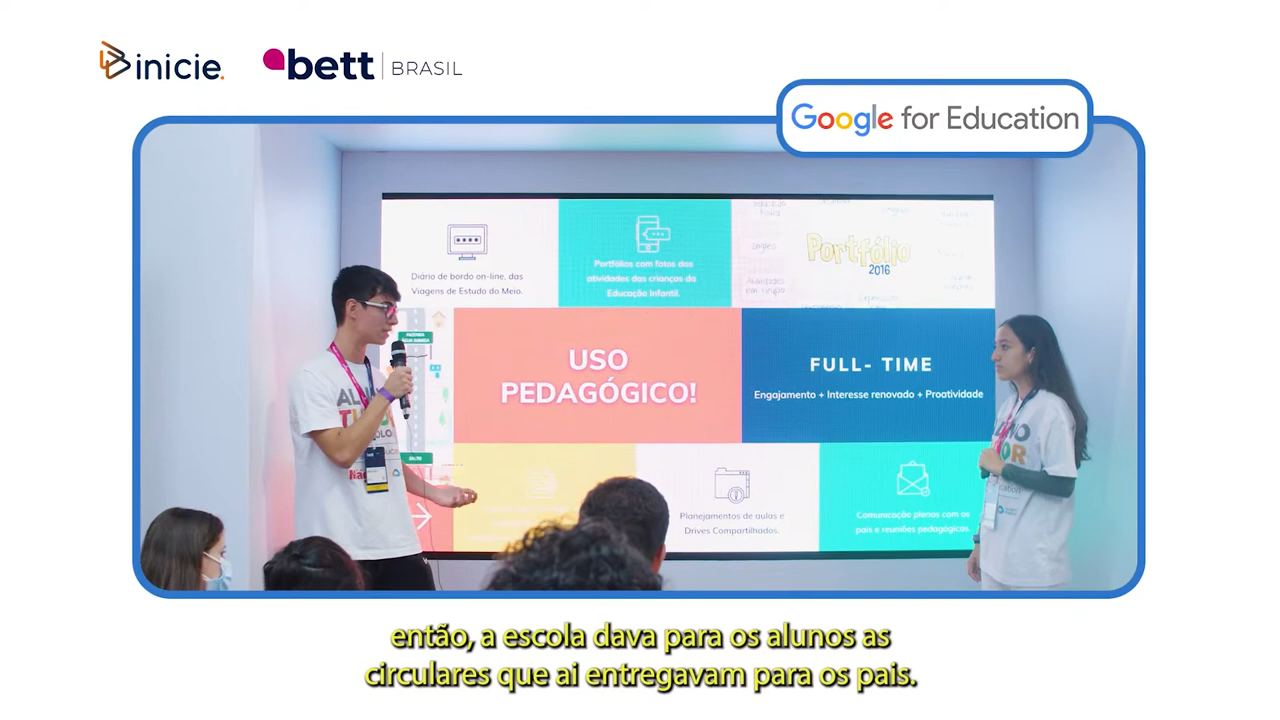 inicie.
bett BRASIL
Google for Education
Diário de bordo on-line, das
Viagens de Estudo do Meio.
Portfólios com fotos das
atividades das crianças da
Educação Infantil.
Portfólio
2016
Inglês
USO
PEDAGÓGICO!
FULL- TIME
Engajamento + Interesse renovado + Proatividade
Planejamentos de aulas e
Drives Compartilhados.
Comunicação plena com os
pais e reuniões pedagógicas.
então, a escola dava para os alunos as
circulares que ai entregavam para os pais.